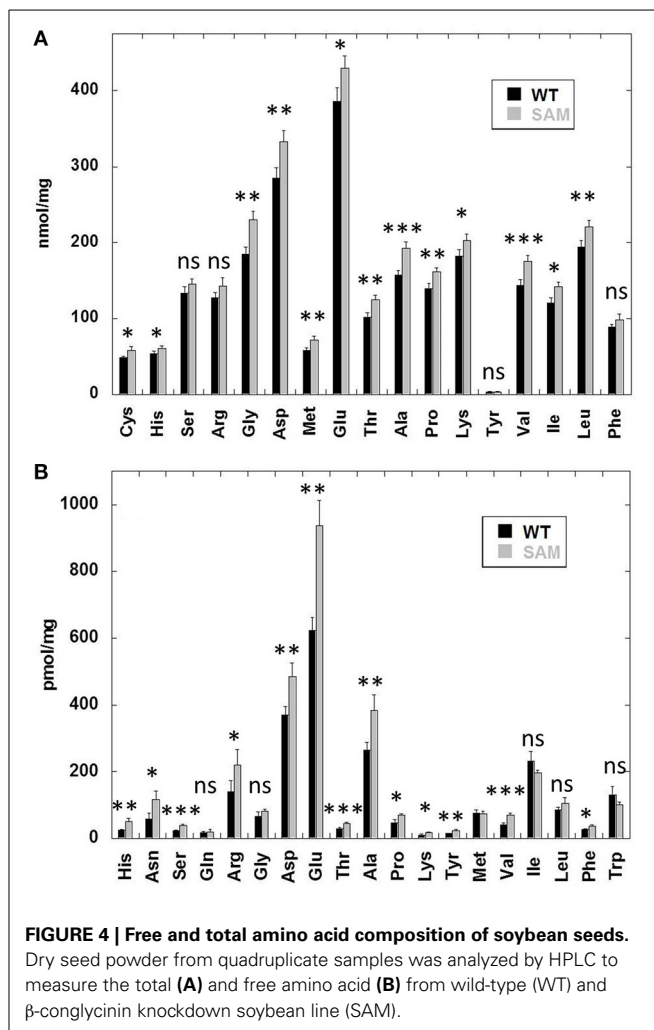 A
* * ns ns ** ** ** * ** *** ** * ns *** * ** ns
400
300
200
100
0
nmol/mg
WT
SAM
Cys His Ser Arg Gly Asp Met Glu Thr Ala Pro Lys Tyr Val Ile Leu Phe
B
** * *** ns * ns ** ** *** ** * * ** *** ns ns * ns
1000
800
600
400
200
0
pmol/mg
WT
SAM
His Asn Ser Gln Arg Gly Asp Glu Thr Ala Pro Lys Tyr Met Val Ile Leu Phe Trp
FIGURE 4 | Free and total amino acid composition of soybean seeds.
Dry seed powder from quadruplicate samples was analyzed by HPLC to
measure the total (A) and free amino acid (B) from wild-type (WT) and
β-conglycinin knockdown soybean line (SAM).